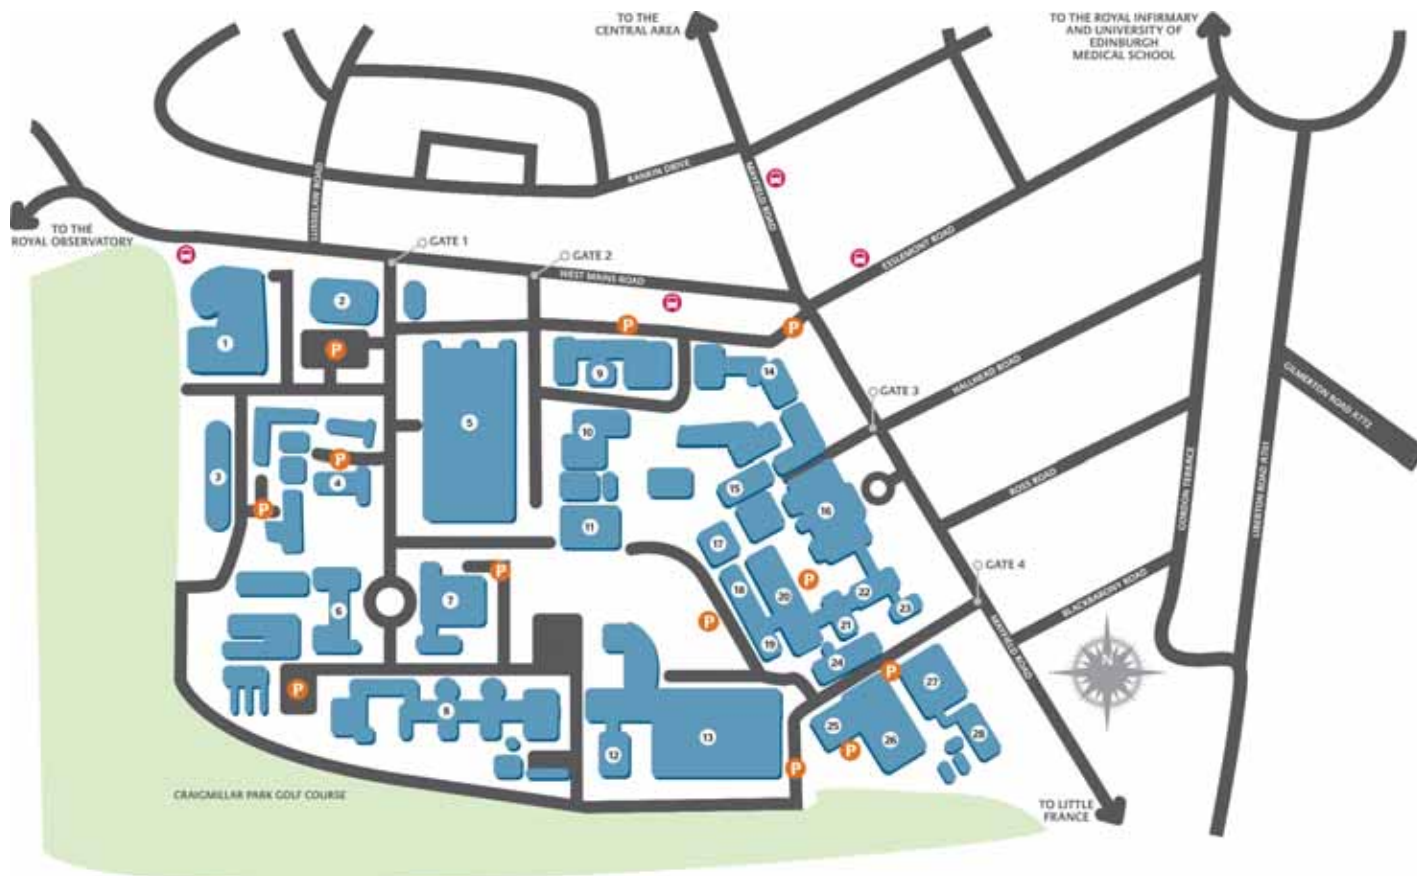 TO THE
CENTRAL AREA
TO THE ROYAL INFIRMARY
AND UNIVERSITY OF
EDINBURGH
MEDICAL SCHOOL
RANKIN DRIVE
MAYFIELD ROAD
ESSLEMONT ROAD
TO THE
ROYAL OBSERVATORY
GATE 1
GATE 2
WEST MAINS ROAD
P
P
P
1
2
9
14
GATE 3
HALLHEAD ROAD
GILMERTON ROAD A772
5
10
3
P
4
P
15
16
11
ROSS ROAD
GORDON TERRACE
LIBERTON ROAD A701
17
GATE 4
P
P
18
20
22
23
BLACKBARONY ROAD
6
7
P
21
19
24
MAYFIELD ROAD
N
P
P
27
8
13
25
26
28
12
P
P
CRAIGMILLAR PARK GOLF COURSE
TO LITTLE
FRANCE